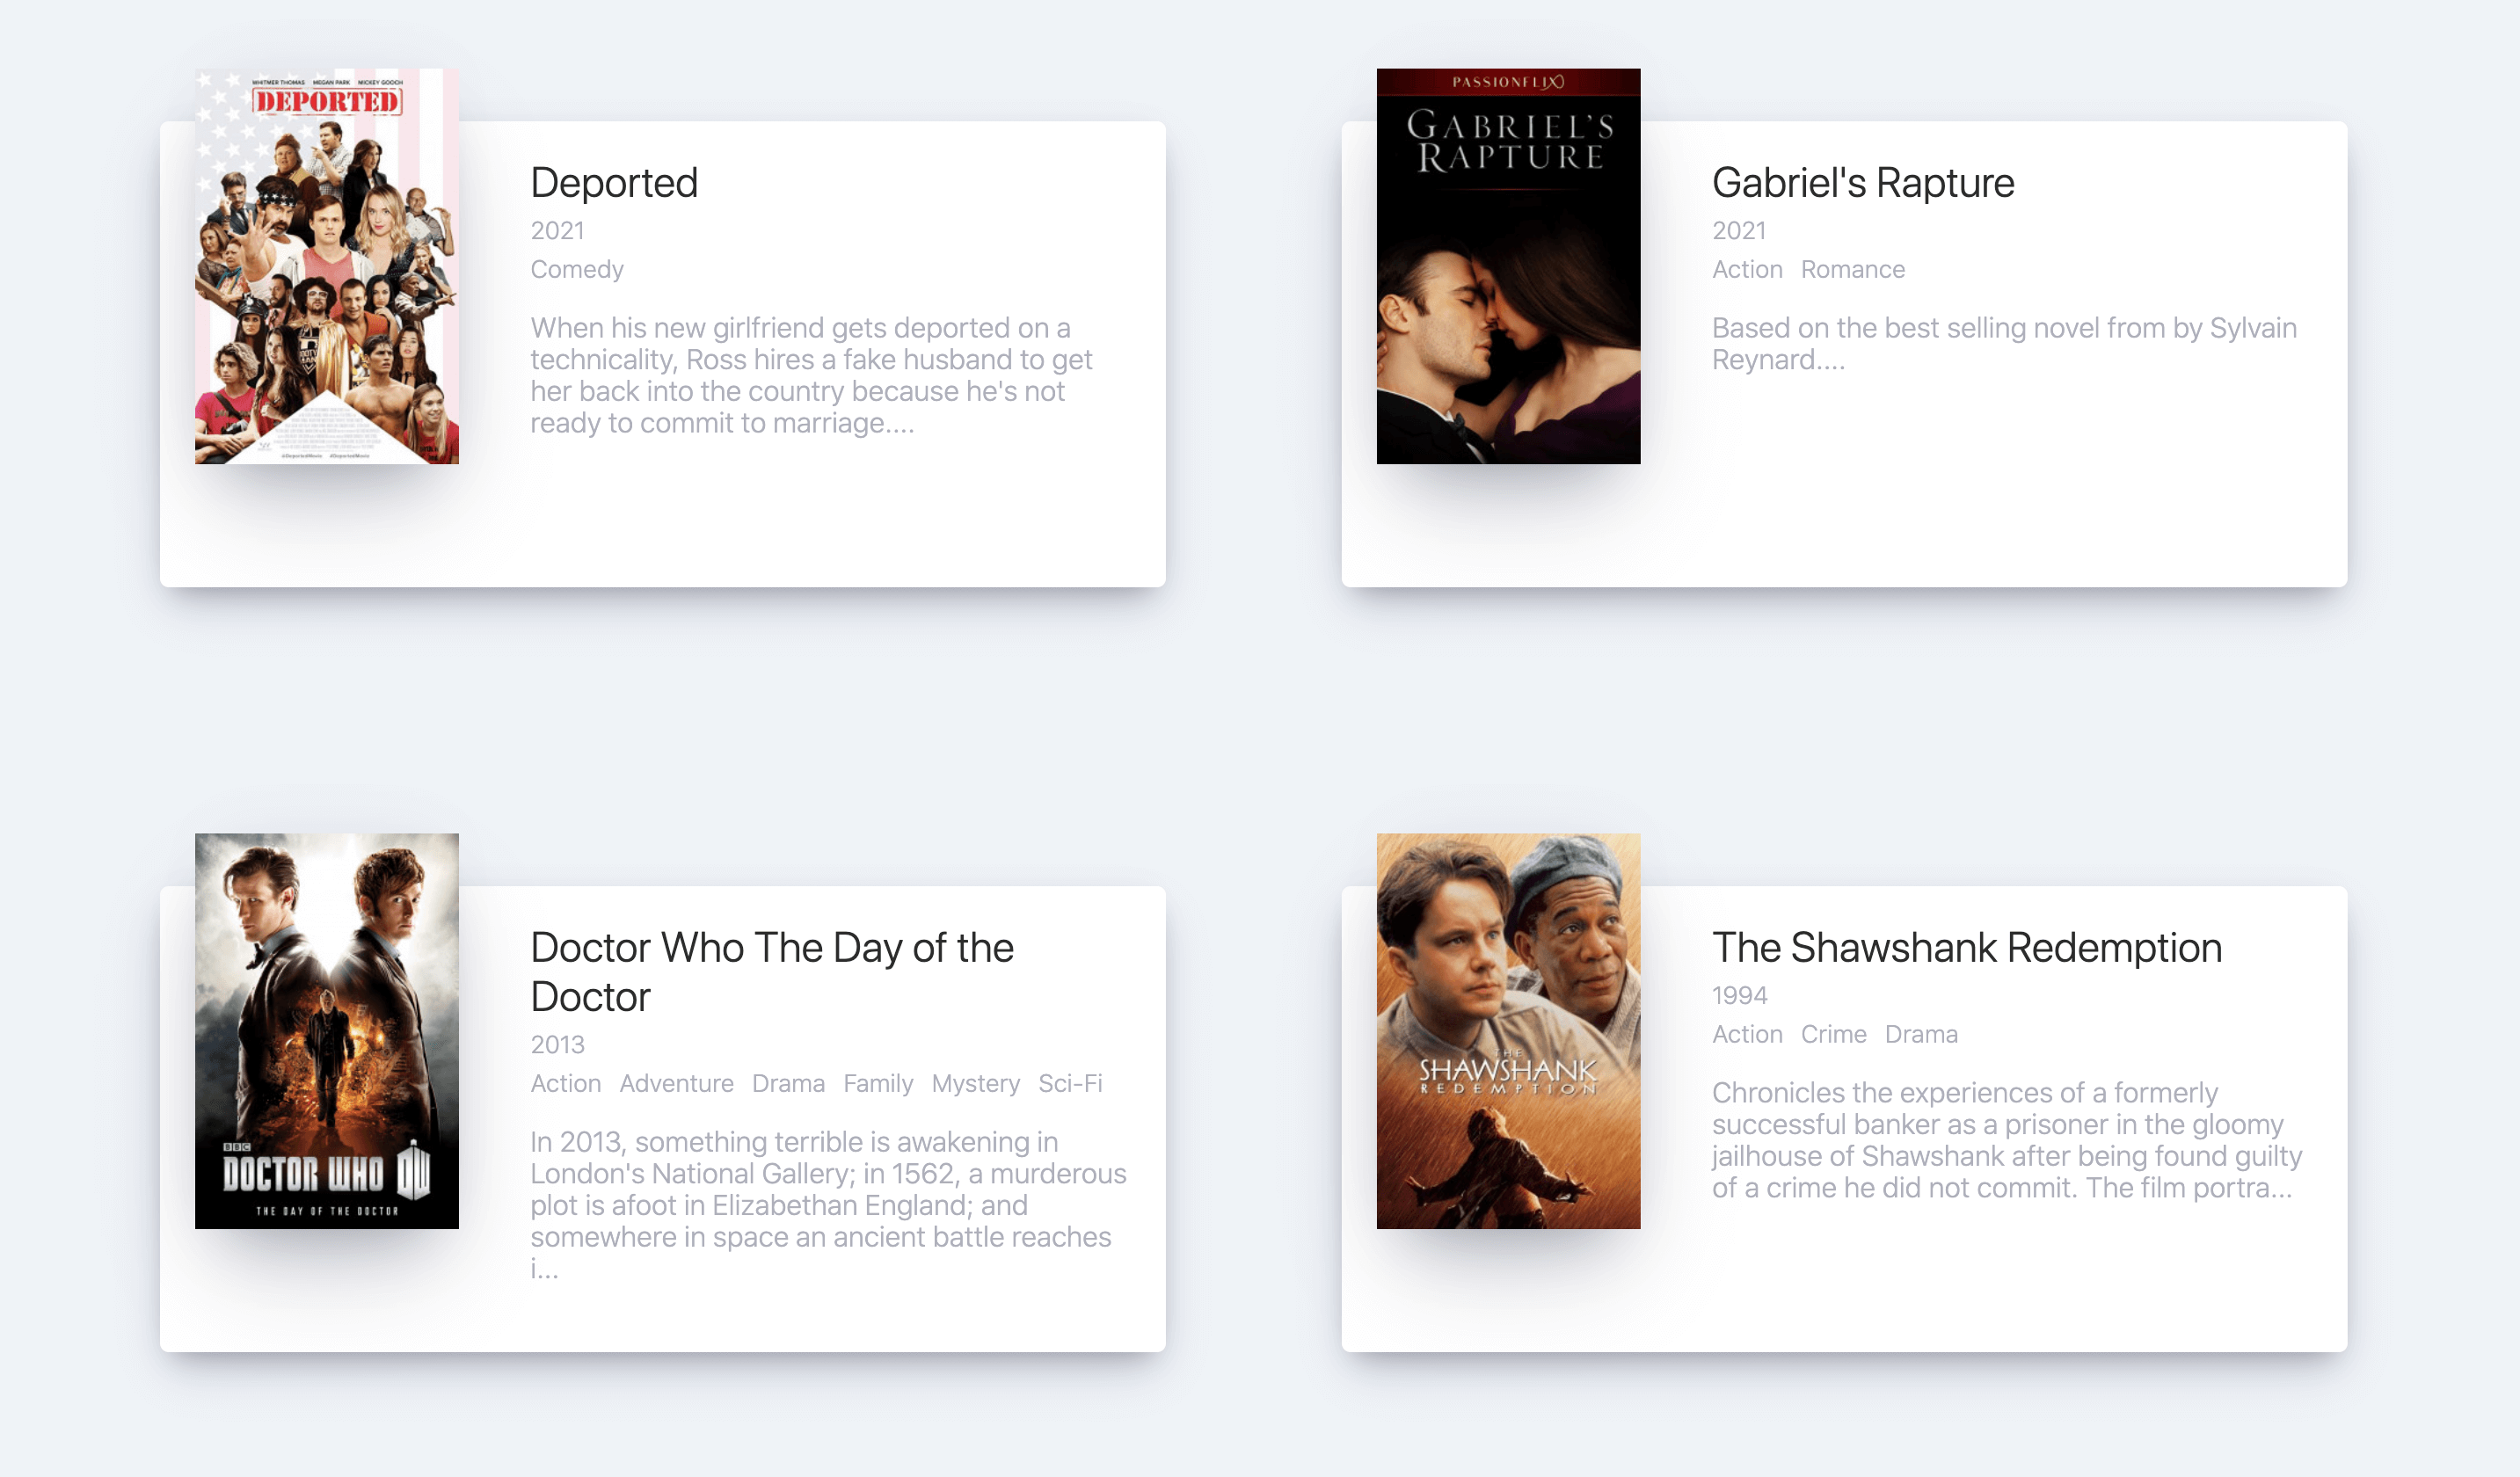 WHITMER THOMAS MEGAN PARK MICKEY GOOCH
DEPORTED
Deported
2021
Comedy
When his new girlfriend gets deported on a
technicality, Ross hires a fake husband to get
her back into the country because he's not
ready to commit to marriage....
PASSIONFLIX
GABRIEL'S
RAPTURE
Gabriel's Rapture
2021
Action Romance
Based on the best selling novel from by Sylvain
Reynard....
BBC
DOCTOR WHO DW
THE DAY OF THE DOCTOR
Doctor Who The Day of the
Doctor
2013
Action Adventure Drama Family Mystery Sci-Fi
In 2013, something terrible is awakening in
London's National Gallery; in 1562, a murderous
plot is afoot in Elizabethan England; and
somewhere in space an ancient battle reaches
i...
THE
SHAWSHANK
REDEMPTION
The Shawshank Redemption
1994
Action Crime Drama
Chronicles the experiences of a formerly
successful banker as a prisoner in the gloomy
jailhouse of Shawshank after being found guilty
of a crime he did not commit. The film portra...